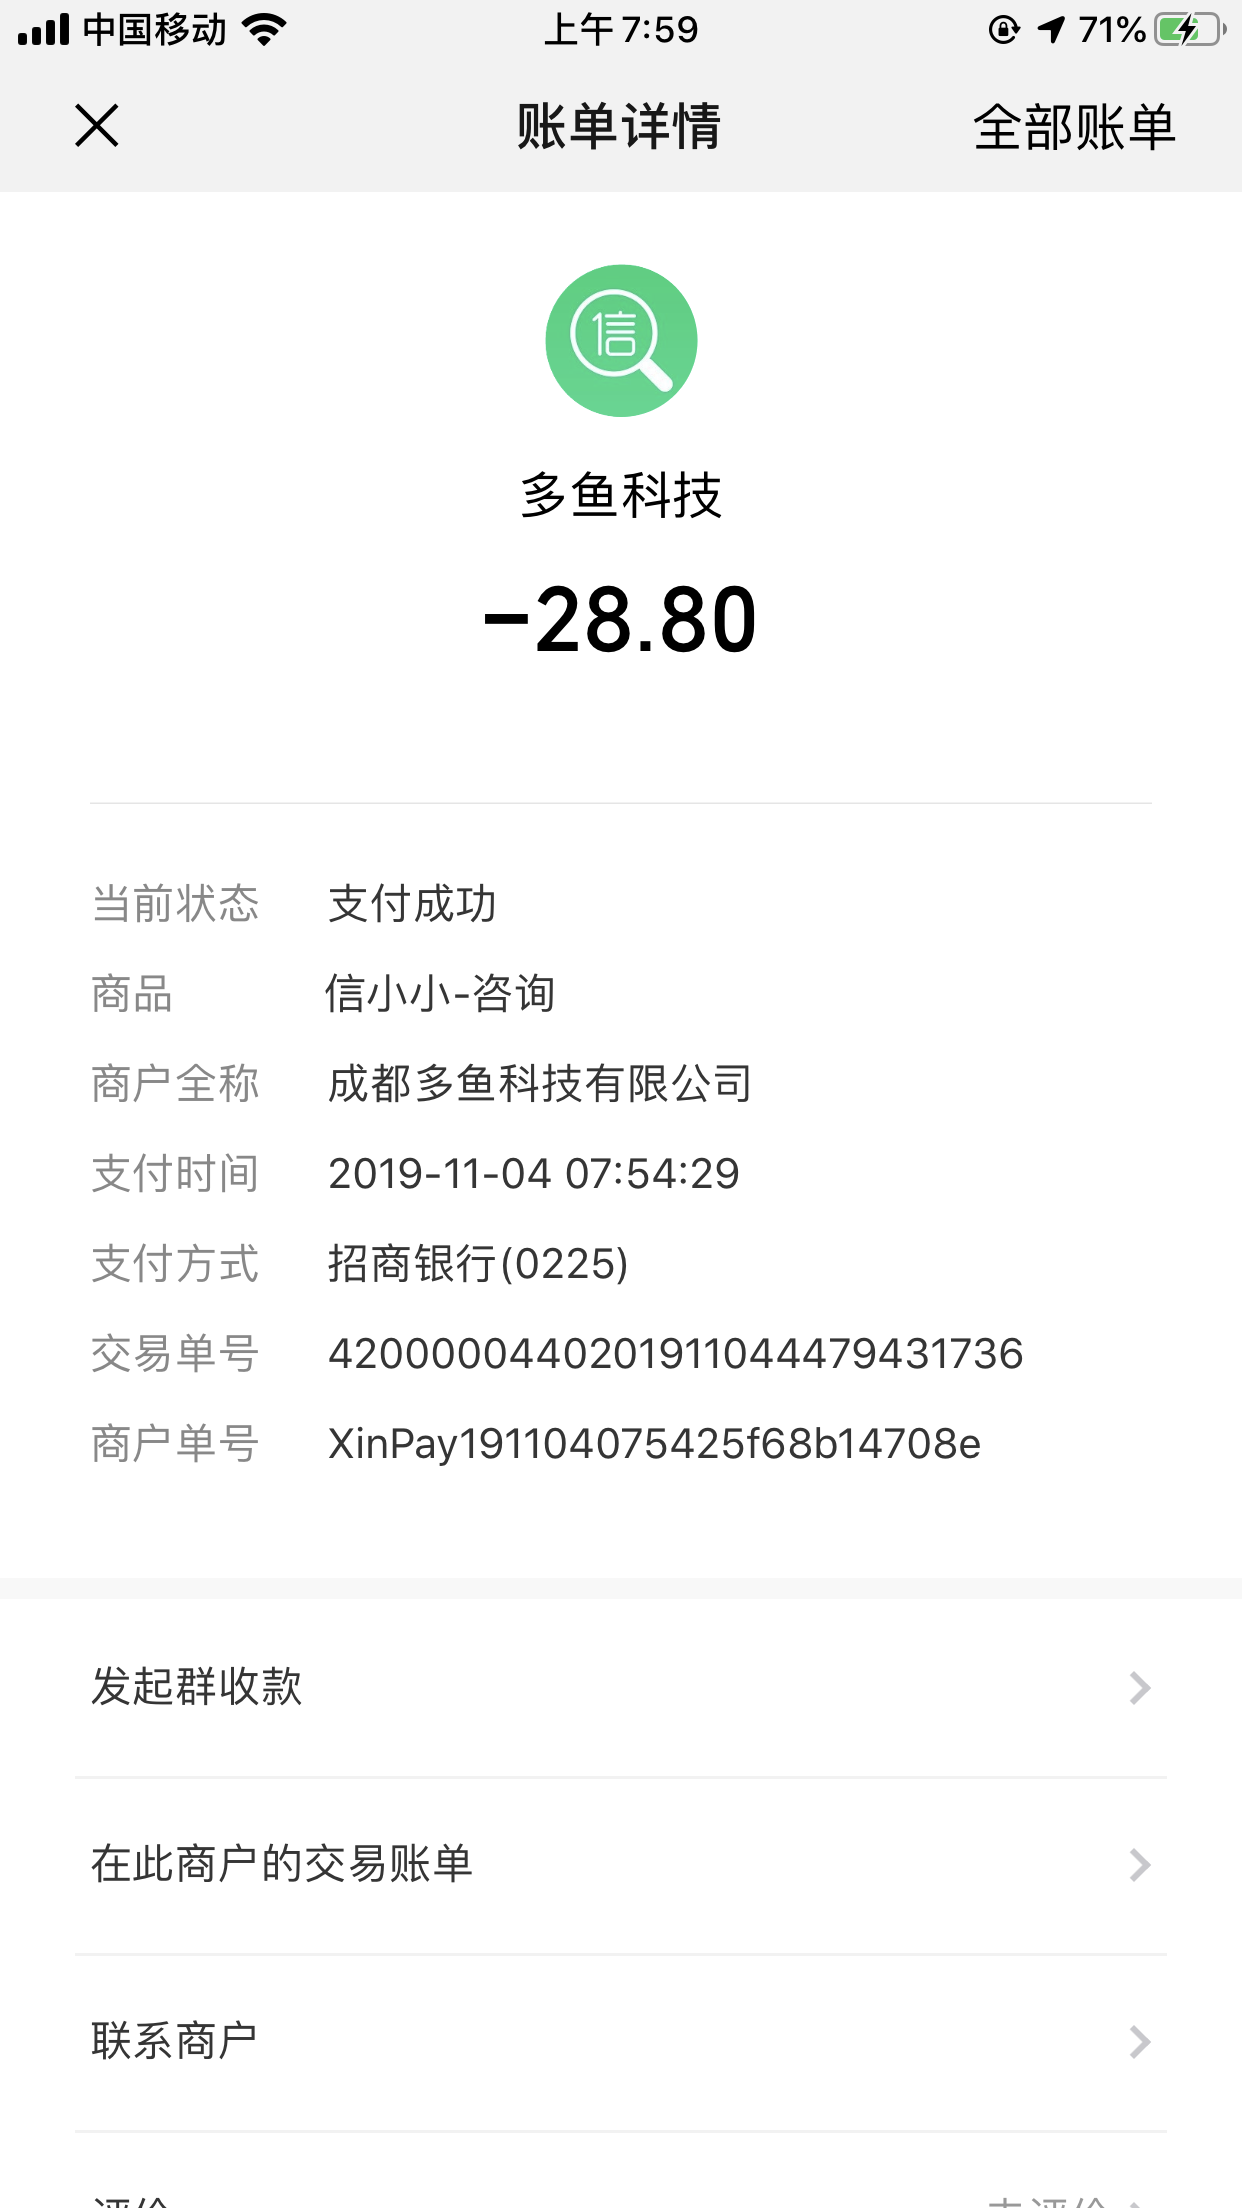 中国移动 上午 7:59 71%
账单详情 全部账单
信
多鱼科技
-28.80
当前状态 支付成功
商品 信小小-咨询
商户全称 成都多鱼科技有限公司
支付时间 2019-11-04 07:54:29
支付方式 招商银行(0225)
交易单号 4200000440201911044479431736
商户单号 XinPay191104075425f68b14708e
发起群收款
在此商户的交易账单
联系商户